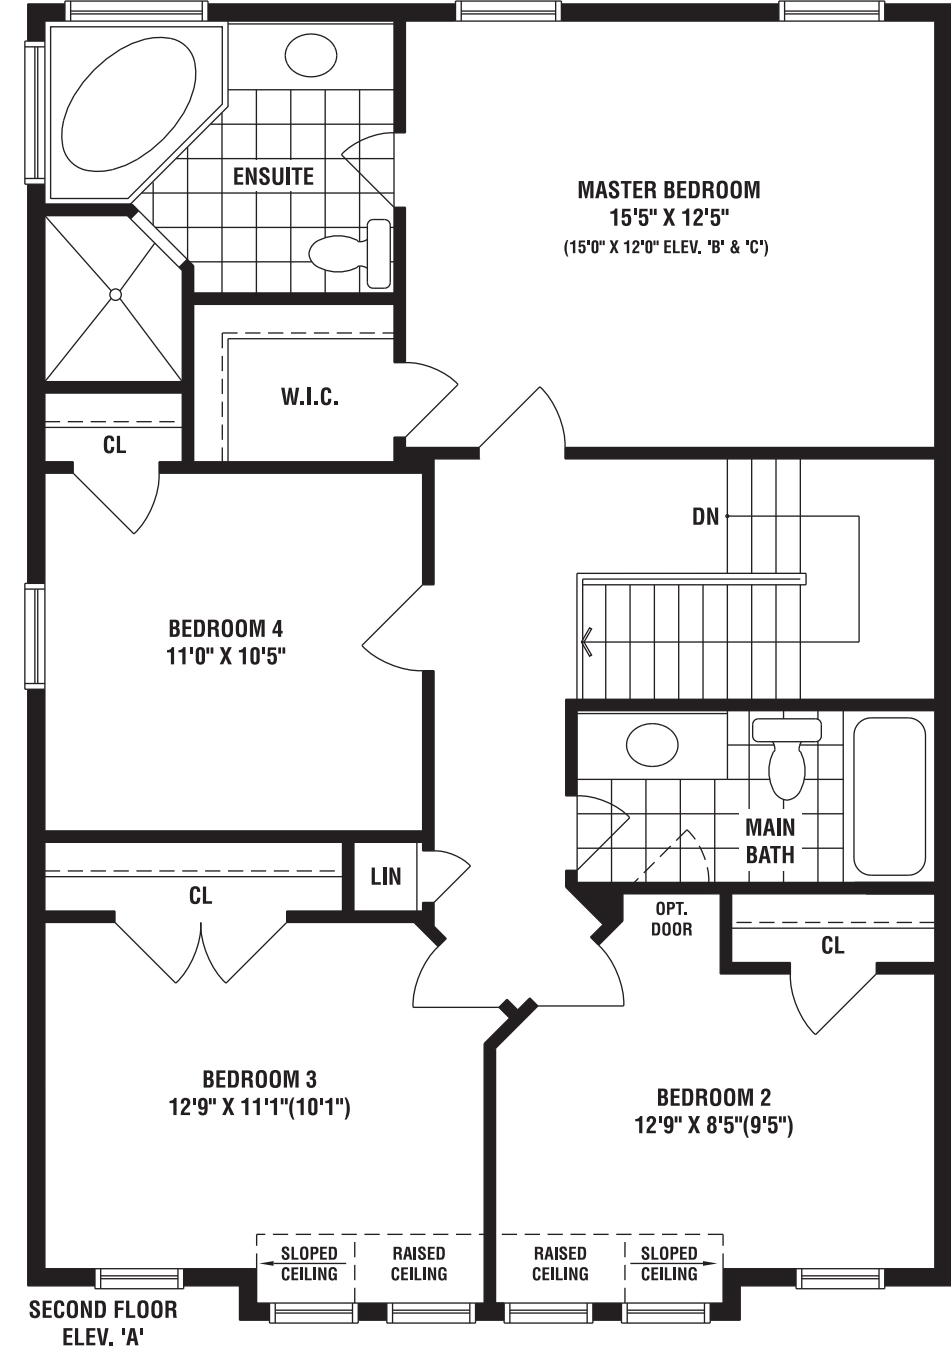 ENSUITE
MASTER BEDROOM
15'5" X 12'5"
(15'0" X 12'0" ELEV. 'B' & 'C')
W.I.C.
CL
DN
BEDROOM 4
11'0" X 10'5"
MAIN
BATH
LIN
CL
OPT.
DOOR
CL
BEDROOM 3
12'9" X 11'1"(10'1")
BEDROOM 2
12'9" X 8'5"(9'5")
SLOPED
CEILING
RAISED
CEILING
RAISED
CEILING
SLOPED
CEILING
SECOND FLOOR
ELEV. 'A'